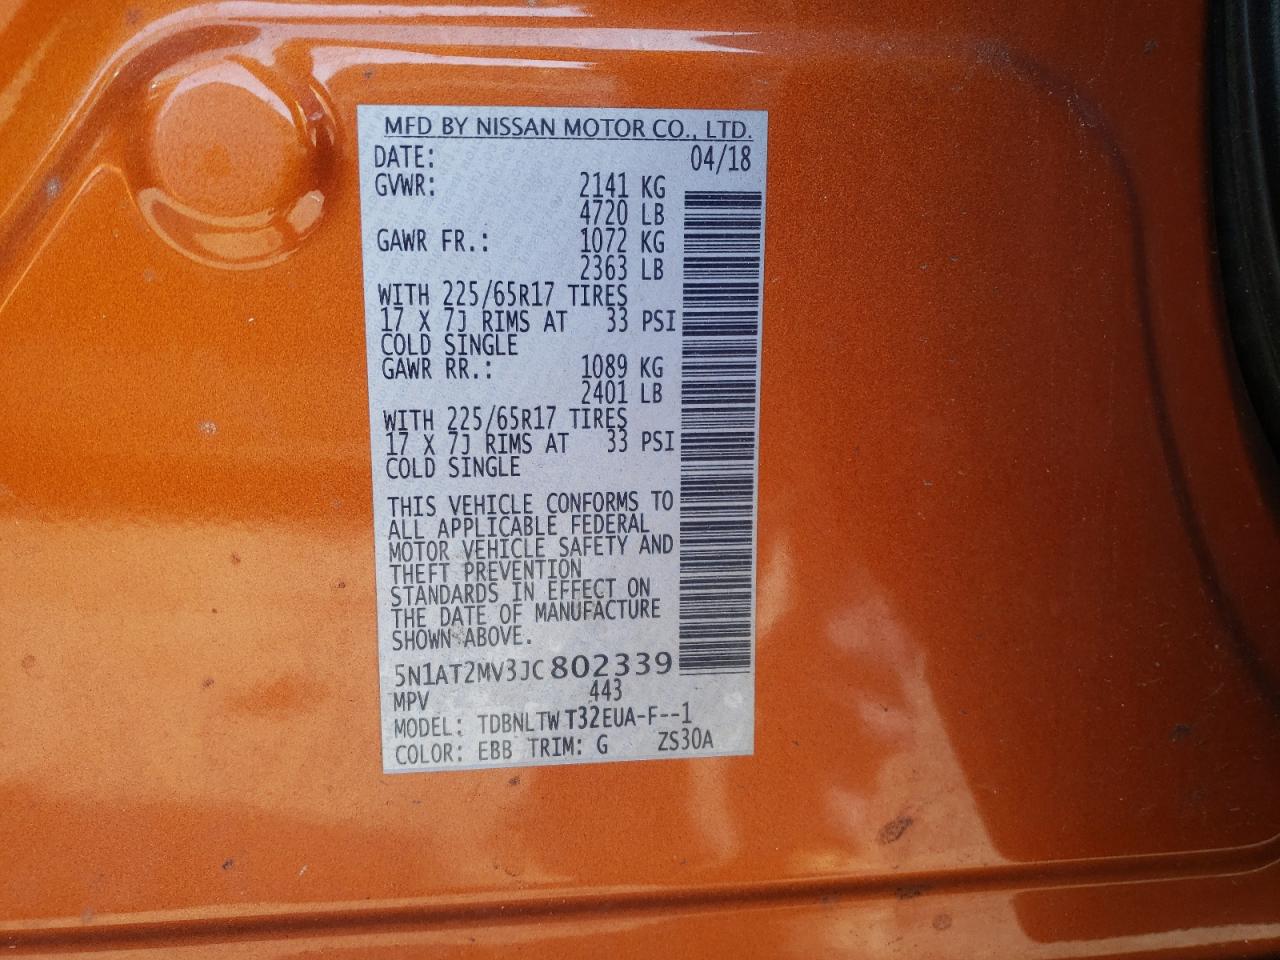 MFD BY NISSAN MOTOR CO., LTD.
DATE: 04/18
GVWR: 2141 KG
4720 LB
GAWR FR.: 1072 KG
2363 LB
WITH 225/65R17 TIRES
17 X 7J RIMS AT 33 PSI
COLD SINGLE
GAWR RR.: 1089 KG
2401 LB
WITH 225/65R17 TIRES
17 X 7J RIMS AT 33 PSI
COLD SINGLE
THIS VEHICLE CONFORMS TO
ALL APPLICABLE FEDERAL
MOTOR VEHICLE SAFETY AND
THEFT PREVENTION
STANDARDS IN EFFECT ON
THE DATE OF MANUFACTURE
SHOWN ABOVE.
5N1AT2MV3JC802339
MPV 443
MODEL: TDBNLTWT32EUA-F--1
COLOR: EBB TRIM: G ZS30A